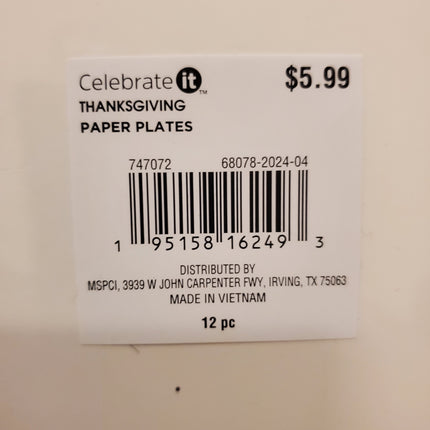 Celebrate it™ $5.99
THANKSGIVING
PAPER PLATES
747072 68078-2024-04
1 95158 16249 3
DISTRIBUTED BY
MSPCI, 3939 W JOHN CARPENTER FWY, IRVING, TX 75063
MADE IN VIETNAM
12 pc